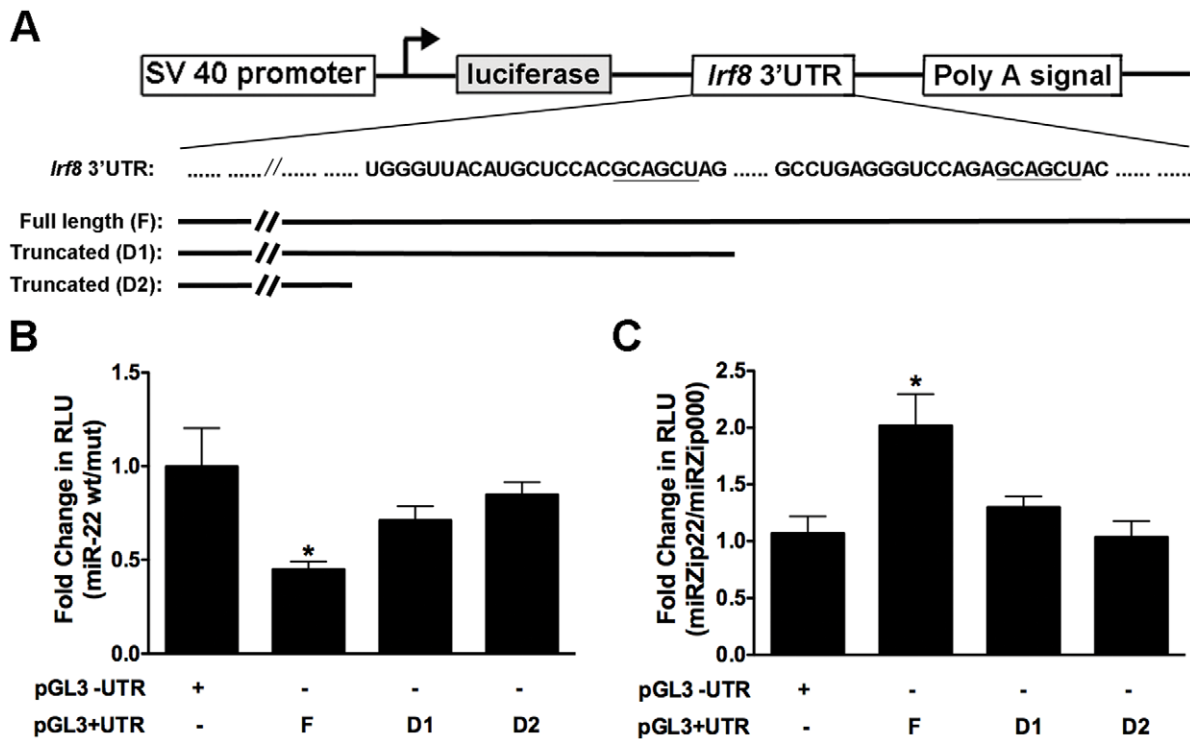 A
SV 40 promoter luciferase Irf8 3'UTR Poly A signal
Irf8 3'UTR: ...... ......//...... ...... UGGGUUACAUGCUCCACGCAGCUAG ...... GCCUGAGGGUCCAGAGCAGCUAC ...... ......
Full length (F):
Truncated (D1):
Truncated (D2):
B
Fold Change in RLU
(miR-22 wt/mut)
1.5
1.0
0.5
0.0
*
pGL3 -UTR + - - -
pGL3+UTR - F D1 D2
C
Fold Change in RLU
(miRZip22/miRZip000)
2.5
2.0
1.5
1.0
0.5
0.0
*
pGL3 -UTR + - - -
pGL3+UTR - F D1 D2